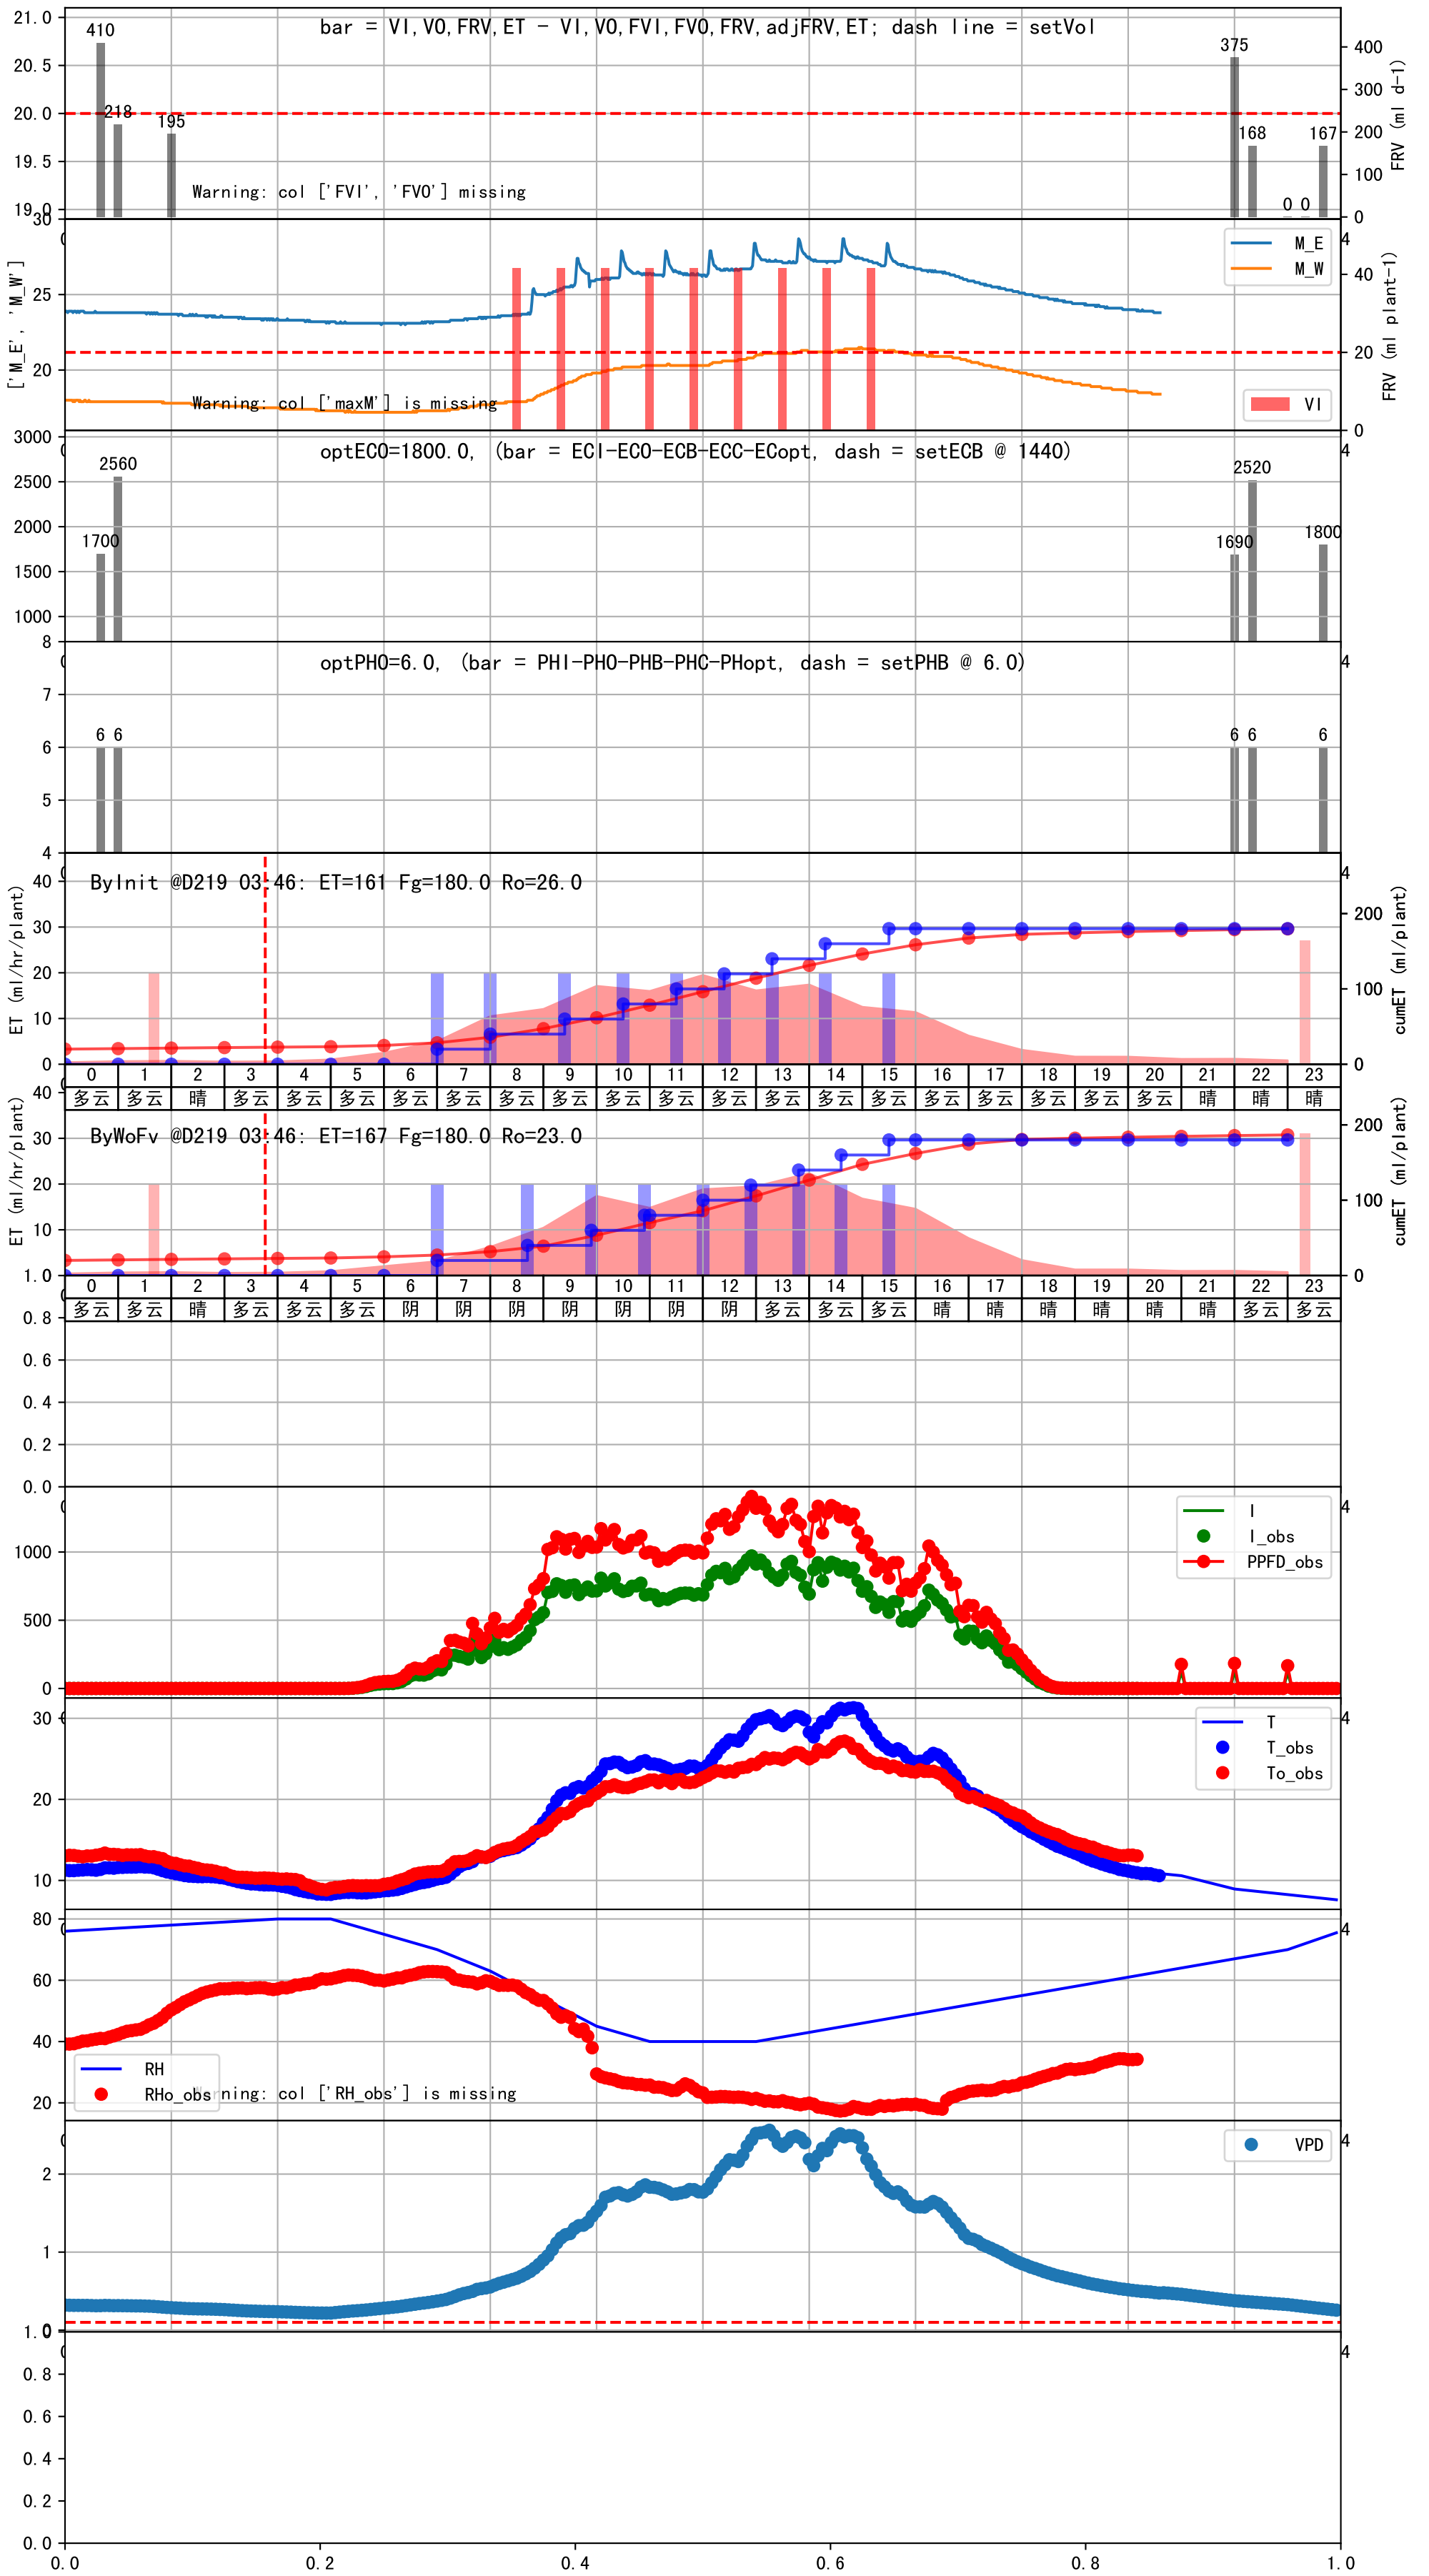 bar = VI,VO,FRV,ET - VI,VO,FVI,FVO,FRV,adjFRV,ET; dash line = setVol
21.0
20.5
20.0
19.5
19.0
410
218
195
375
168
0
0
167
400
300
200
100
0
FRV (ml d-1)
Warning: col ['FVI', 'FVO'] missing
['M_E', 'M_W']
30
25
20
M_E
M_W
VI
40
20
0
FRV (ml plant-1)
Warning: col ['maxM'] is missing
optECO=1800.0, (bar = ECI-ECO-ECB-ECC-ECopt, dash = setECB @ 1440)
3000
2500
2000
1500
1000
1700
2560
1690
2520
1800
optPHO=6.0, (bar = PHI-PHO-PHB-PHC-PHopt, dash = setPHB @ 6.0)
8
7
6
5
4
6
6
6
6
6
ByInit @D219 03:46: ET=161 Fg=180.0 Ro=26.0
ET (ml/hr/plant)
40
30
20
10
0
200
100
0
cumET (ml/plant)
0 1 2 3 4 5 6 7 8 9 10 11 12 13 14 15 16 17 18 19 20 21 22 23
多云 多云 晴 多云 多云 多云 多云 多云 多云 多云 多云 多云 多云 多云 多云 多云 多云 多云 多云 多云 多云 晴 晴 晴
ByWoFv @D219 03:46: ET=167 Fg=180.0 Ro=23.0
ET (ml/hr/plant)
40
30
20
10
200
100
0
cumET (ml/plant)
0 1 2 3 4 5 6 7 8 9 10 11 12 13 14 15 16 17 18 19 20 21 22 23
多云 多云 晴 多云 多云 多云 阴 阴 阴 阴 阴 阴 阴 多云 多云 多云 晴 晴 晴 晴 晴 晴 多云 多云
1.0
0.8
0.6
0.4
0.2
0.0
1000
500
0
I
I_obs
PPFD_obs
30
20
10
T
T_obs
To_obs
80
60
40
20
RH
RHo_obs
Warning: col ['RH_obs'] is missing
2
1
0
VPD
1.0
0.8
0.6
0.4
0.2
0.0
0.0 0.2 0.4 0.6 0.8 1.0